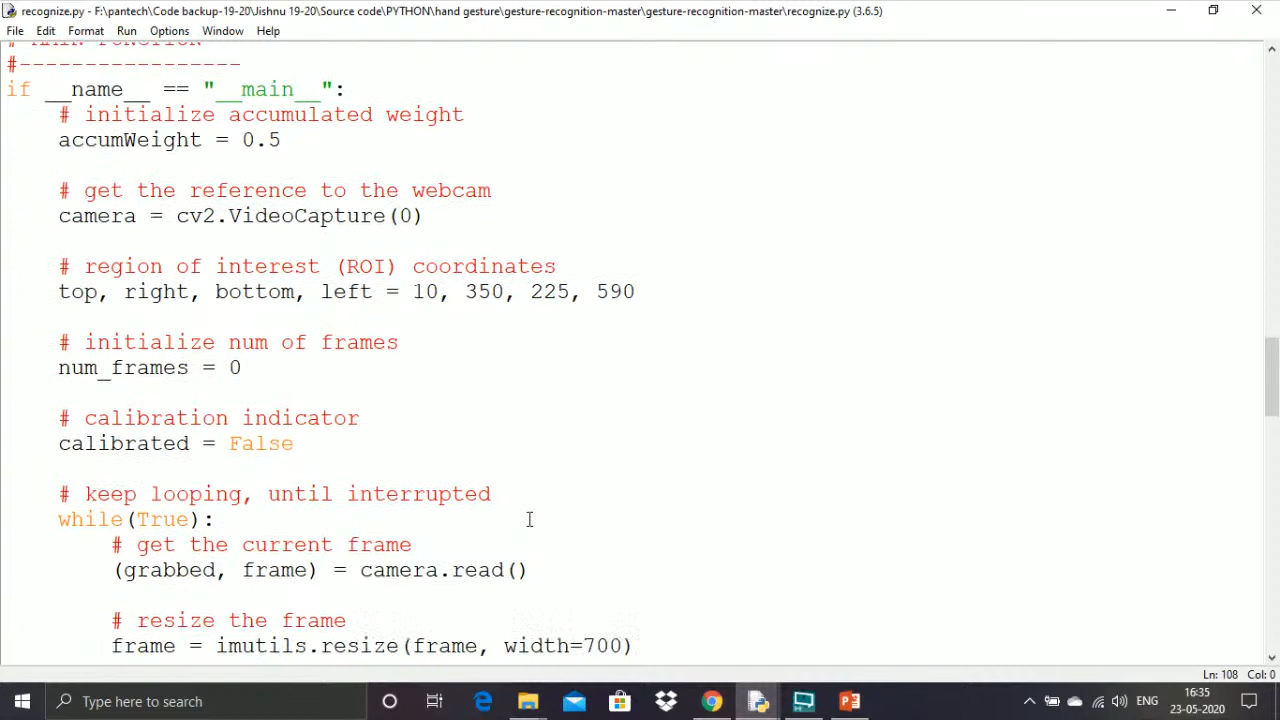 recognize.py - F:\pantech\Code backup-19-20\Jishnu 19-20\Source code\PYTHON\hand gesture\gesture-recognition-master\gesture-recognition-master\recognize.py (3.6.5)
File Edit Format Run Options Window Help
# MAIN FUNCTION
#-----------------
if __name__ == "__main__":
    # initialize accumulated weight
    accumWeight = 0.5
    # get the reference to the webcam
    camera = cv2.VideoCapture(0)
    # region of interest (ROI) coordinates
    top, right, bottom, left = 10, 350, 225, 590
    # initialize num of frames
    num_frames = 0
    # calibration indicator
    calibrated = False
    # keep looping, until interrupted
    while(True):
        # get the current frame
        (grabbed, frame) = camera.read()
        # resize the frame
        frame = imutils.resize(frame, width=700)
Ln: 108 Col: 0
Type here to search
ENG
16:35
23-05-2020